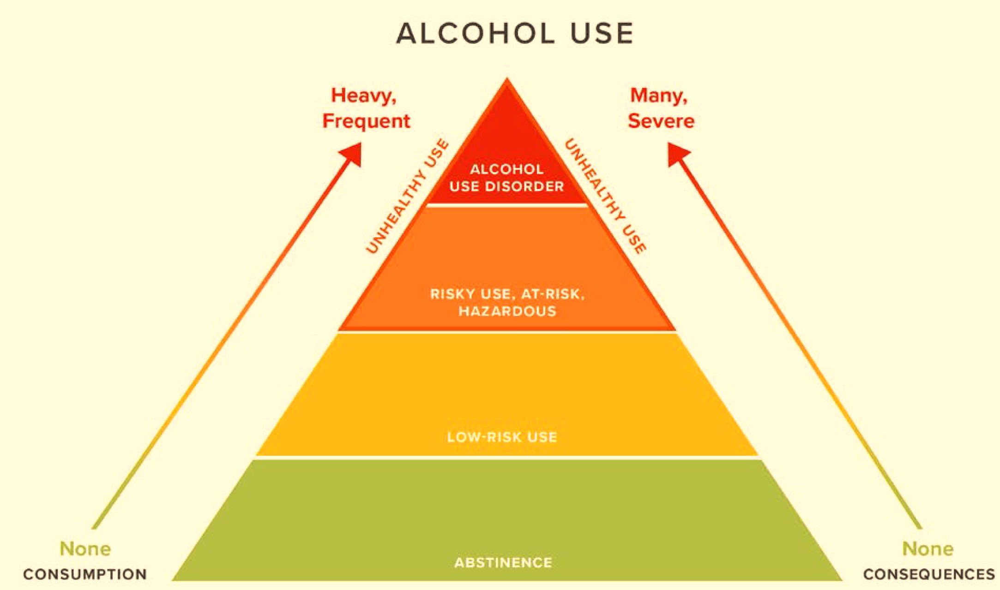 ALCOHOL USE
Heavy,
Frequent
Many,
Severe
UNHEALTHY USE
UNHEALTHY USE
ALCOHOL
USE DISORDER
RISKY USE, AT-RISK,
HAZARDOUS
LOW-RISK USE
ABSTINENCE
None
CONSUMPTION
None
CONSEQUENCES